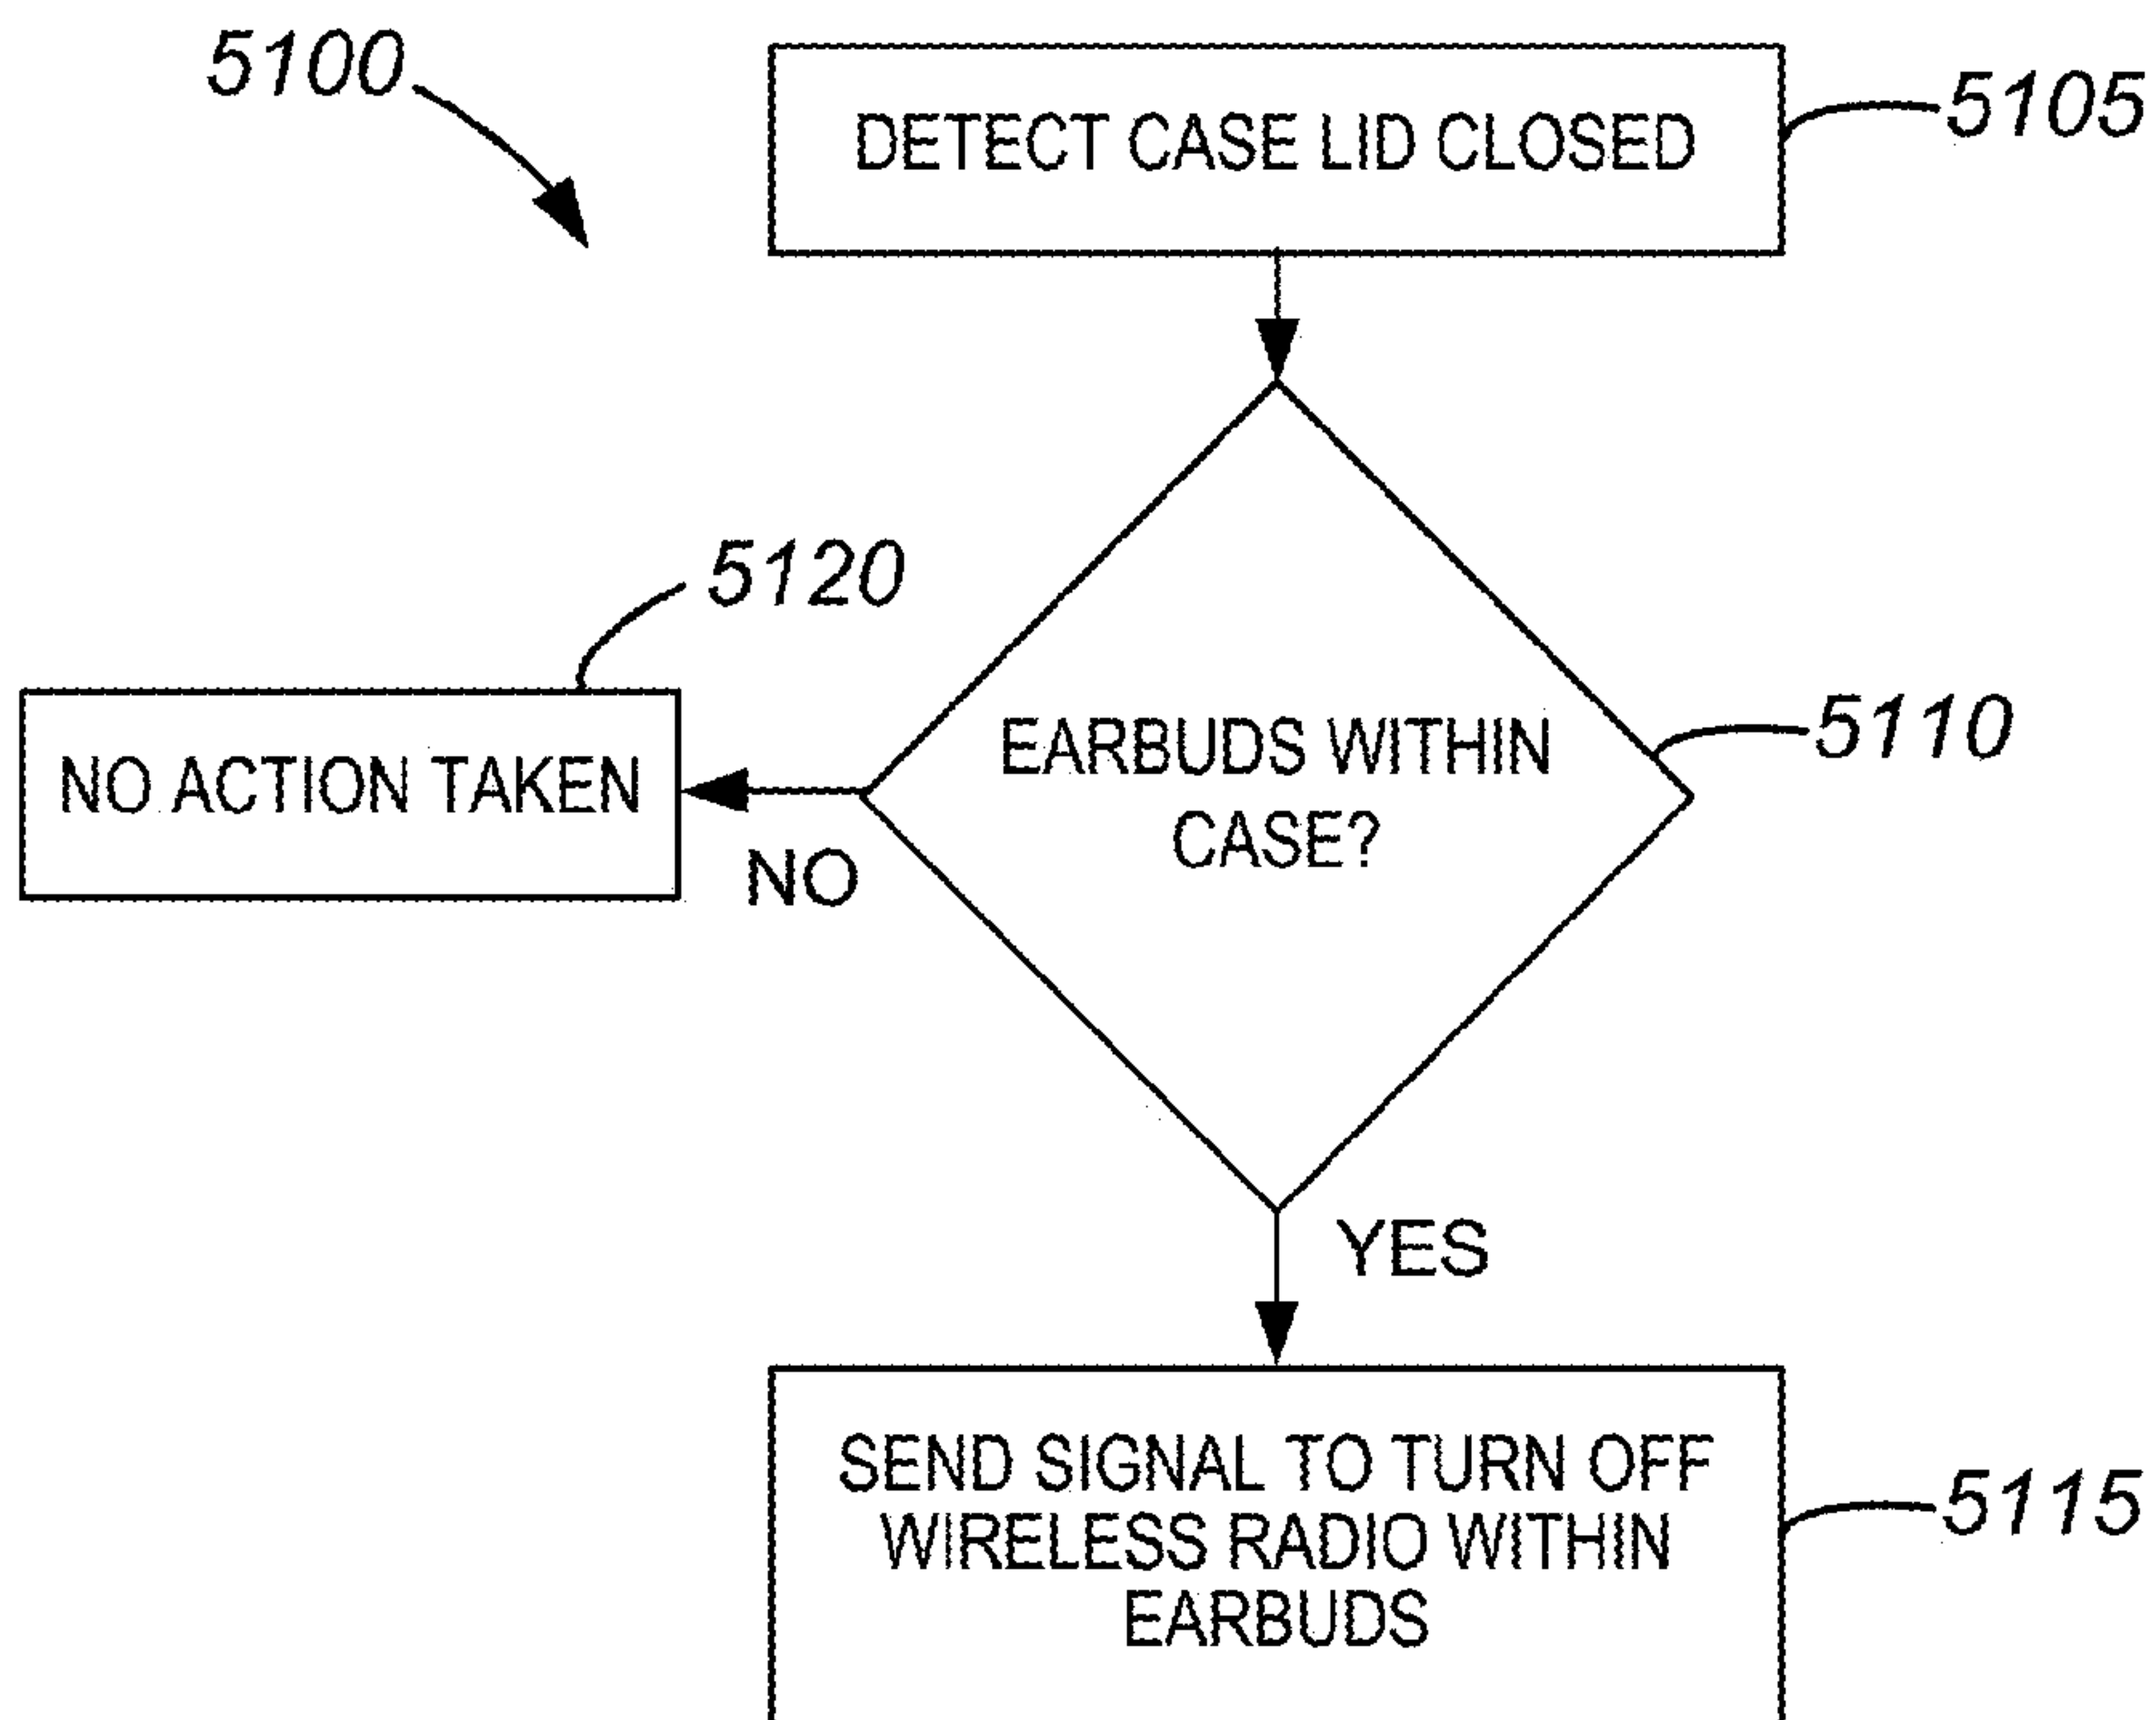 5100
DETECT CASE LID CLOSED
5105
5120
EARBUDS WITHIN
CASE?
5110
NO ACTION TAKEN
NO
YES
SEND SIGNAL TO TURN OFF
WIRELESS RADIO WITHIN
EARBUDS
5115